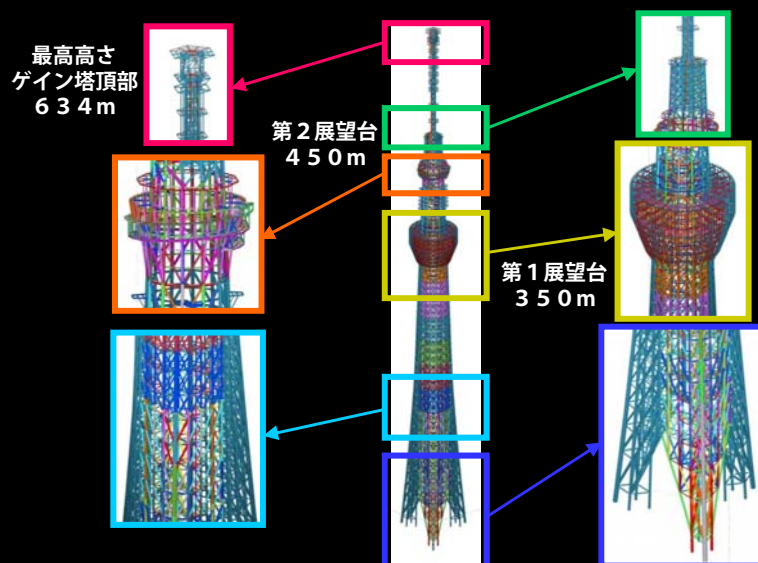 最高高さ
ゲイン塔頂部
６３４ｍ
第２展望台
４５０ｍ
第１展望台
３５０ｍ